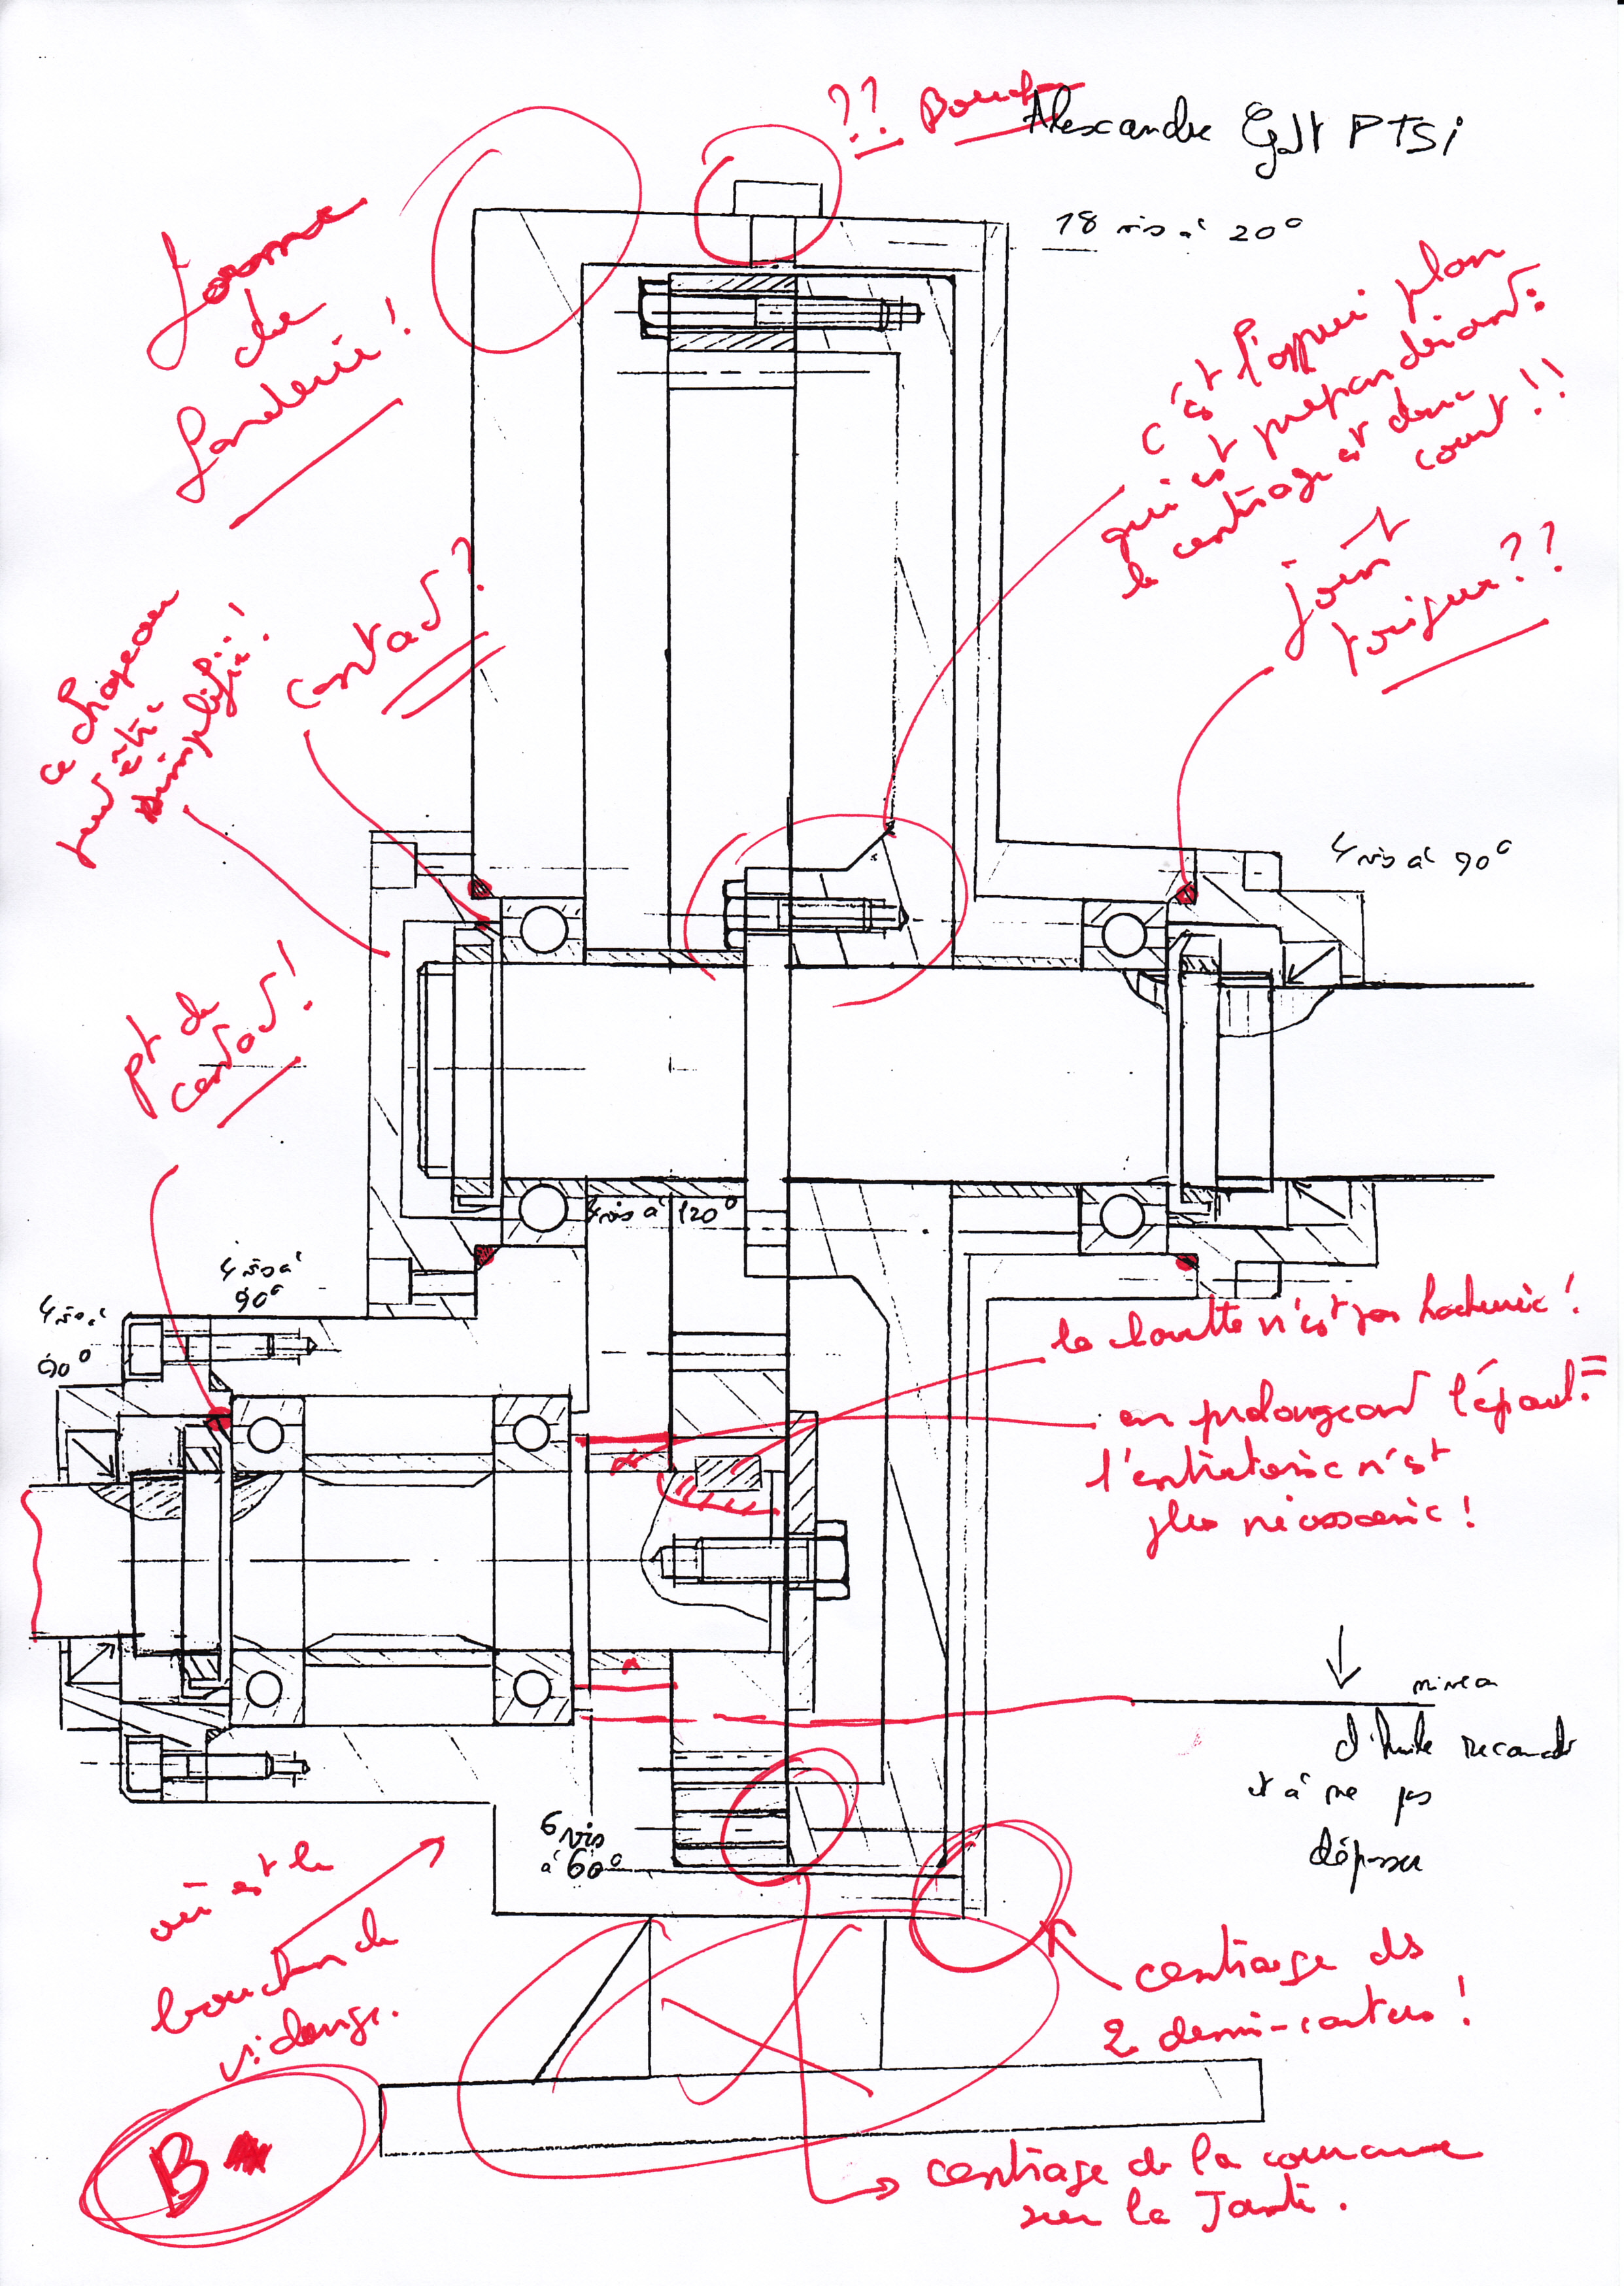 ?? Bouchon
Alexandre
PTSi
18 vis à 20°
forme
de
fonderie !
c'est l'appui plan
qui est prépondérant :
le centrage est donc
court !!
joint
torique ??
contact ?
ce chapeau
peut être
simplifié !
4 vis à 90°
pt de
contact !
4 vis à 120°
4 vis à
90°
4 vis à
90°
la clavette n'est pas hachurée !
en prolongeant l'épaul=
l'entretoise n'est
plus nécessaire !
niveau
d'huile
et à ne pas
dépasser
6 vis
à 60°
où est le
bouchon de
vidange.
centrage ds
2 demi-carters !
centrage de la couronne
sur la Jante.
B